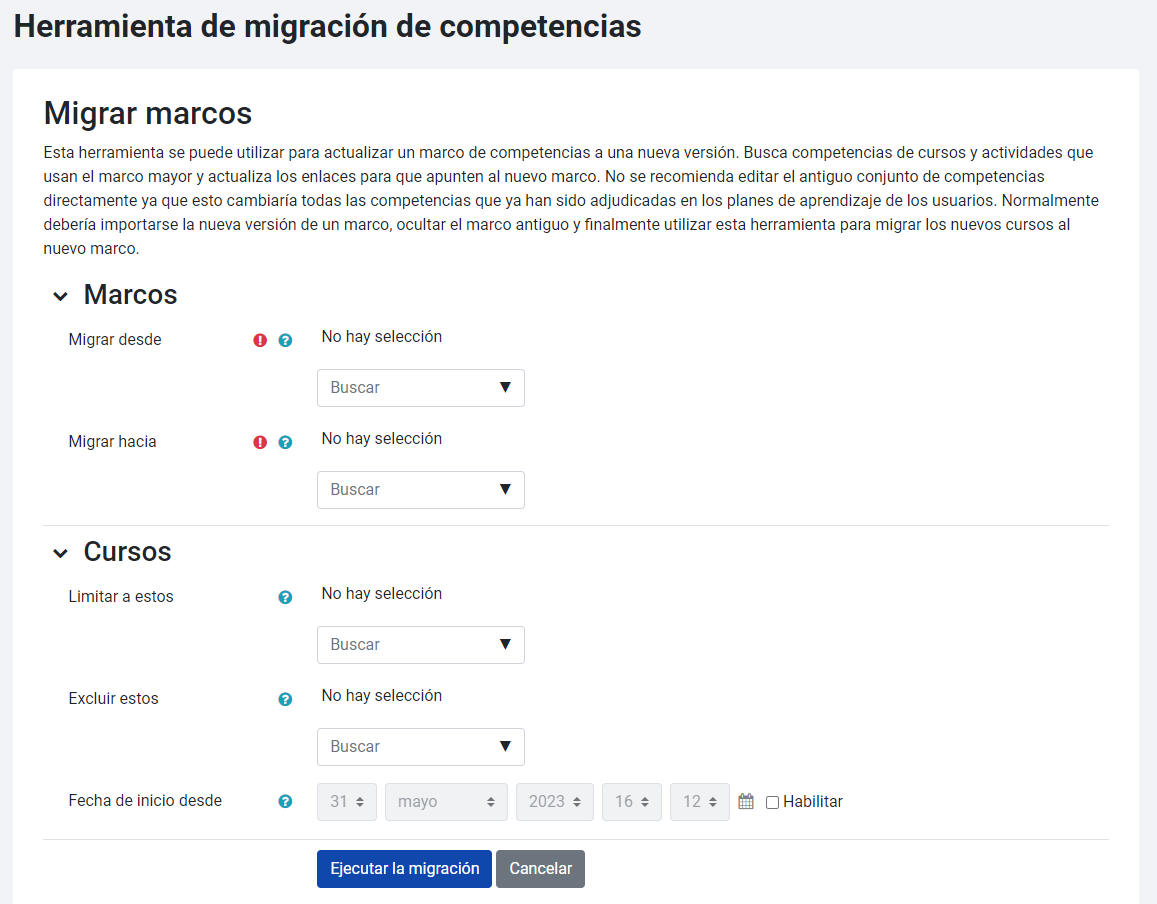 Herramienta de migración de competencias
Migrar marcos
Esta herramienta se puede utilizar para actualizar un marco de competencias a una nueva versión. Busca competencias de cursos y actividades que
usan el marco mayor y actualiza los enlaces para que apunten al nuevo marco. No se recomienda editar el antiguo conjunto de competencias
directamente ya que esto cambiaría todas las competencias que ya han sido adjudicadas en los planes de aprendizaje de los usuarios. Normalmente
debería importarse la nueva versión de un marco, ocultar el marco antiguo y finalmente utilizar esta herramienta para migrar los nuevos cursos al
nuevo marco.
Marcos
Migrar desde No hay selección
Buscar
Migrar hacia No hay selección
Buscar
Cursos
Limitar a estos No hay selección
Buscar
Excluir estos No hay selección
Buscar
Fecha de inicio desde 31 mayo 2023 16 12 Habilitar
Ejecutar la migración Cancelar